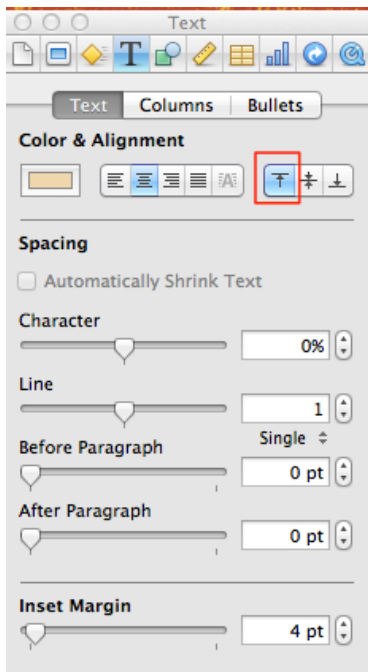 Text
T
Text Columns Bullets
Color & Alignment
A
Spacing
Automatically Shrink Text
Character
0%
Line
1
Single
Before Paragraph
0 pt
After Paragraph
0 pt
Inset Margin
4 pt